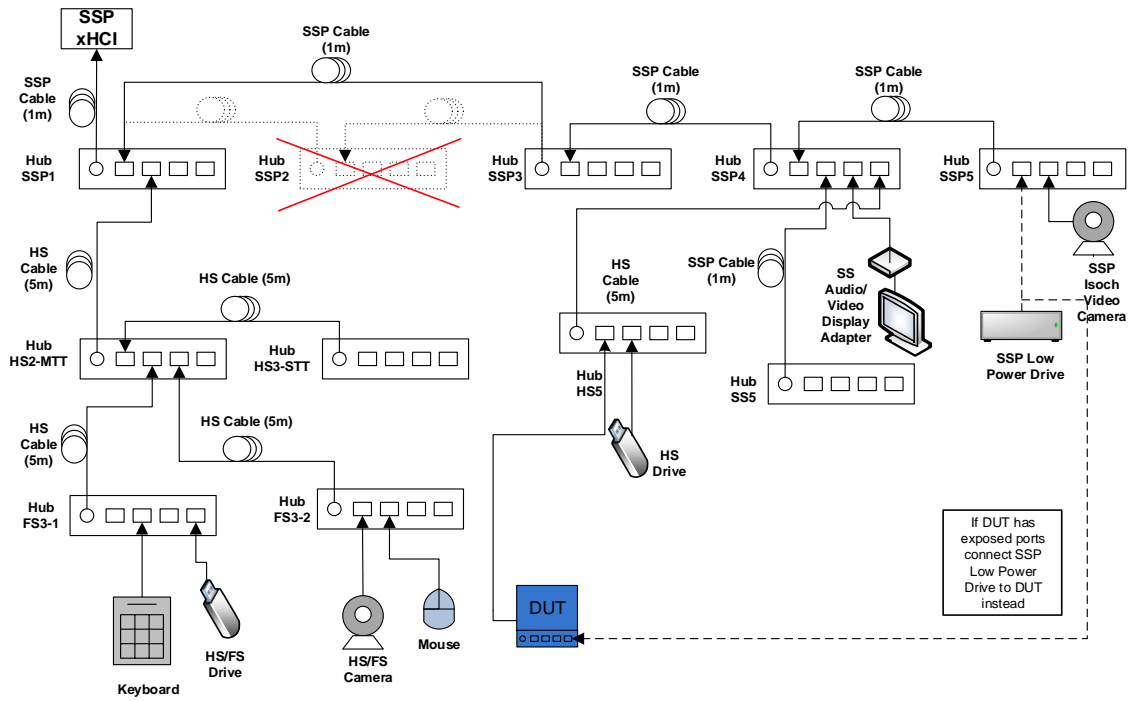 SSP
xHCI
SSP
Cable
(1m)
SSP Cable
(1m)
SSP Cable
(1m)
SSP Cable
(1m)
Hub
SSP1
Hub
SSP2
Hub
SSP3
Hub
SSP4
Hub
SSP5
HS
Cable
(5m)
HS Cable (5m)
HS
Cable
(5m)
SSP Cable
(1m)
SS
Audio/
Video
Display
Adapter
SSP
Isoch
Video
Camera
SSP Low
Power Drive
Hub
HS2-MTT
Hub
HS3-STT
Hub
HS5
Hub
SS5
HS
Cable
(5m)
HS Cable (5m)
HS
Drive
Hub
FS3-1
Hub
FS3-2
If DUT has
exposed ports
connect SSP
Low Power
Drive to DUT
instead
DUT
Keyboard
HS/FS
Drive
HS/FS
Camera
Mouse